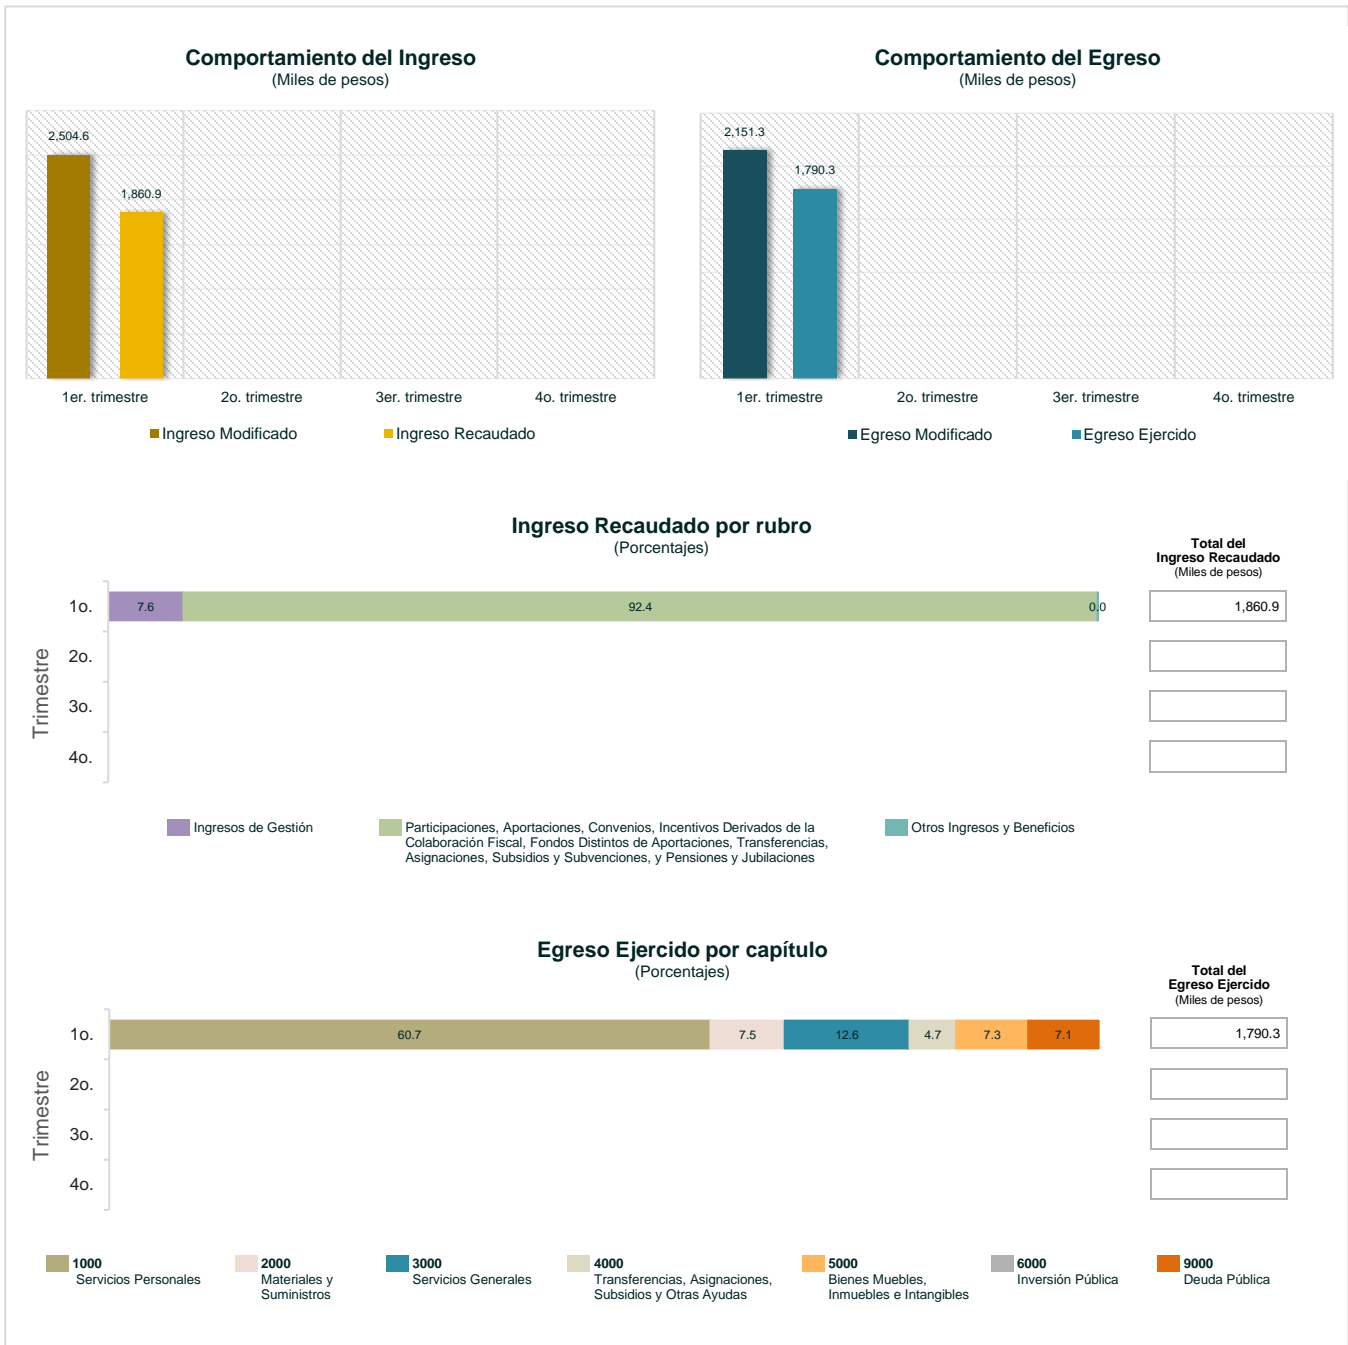 Comportamiento del Ingreso
(Miles de pesos)
2,504.6
1,860.9
1er. trimestre
2o. trimestre
3er. trimestre
4o. trimestre
Ingreso Modificado
Ingreso Recaudado
Comportamiento del Egreso
(Miles de pesos)
2,151.3
1,790.3
1er. trimestre
2o. trimestre
3er. trimestre
4o. trimestre
Egreso Modificado
Egreso Ejercido
Ingreso Recaudado por rubro
(Porcentajes)
Total del
Ingreso Recaudado
(Miles de pesos)
Trimestre
1o.
7.6
92.4
0.0
1,860.9
2o.
3o.
4o.
Ingresos de Gestión
Participaciones, Aportaciones, Convenios, Incentivos Derivados de la
Colaboración Fiscal, Fondos Distintos de Aportaciones, Transferencias,
Asignaciones, Subsidios y Subvenciones, y Pensiones y Jubilaciones
Otros Ingresos y Beneficios
Egreso Ejercido por capítulo
(Porcentajes)
Total del
Egreso Ejercido
(Miles de pesos)
Trimestre
1o.
60.7
7.5
12.6
4.7
7.3
7.1
1,790.3
2o.
3o.
4o.
1000
Servicios Personales
2000
Materiales y
Suministros
3000
Servicios Generales
4000
Transferencias, Asignaciones,
Subsidios y Otras Ayudas
5000
Bienes Muebles,
Inmuebles e Intangibles
6000
Inversión Pública
9000
Deuda Pública